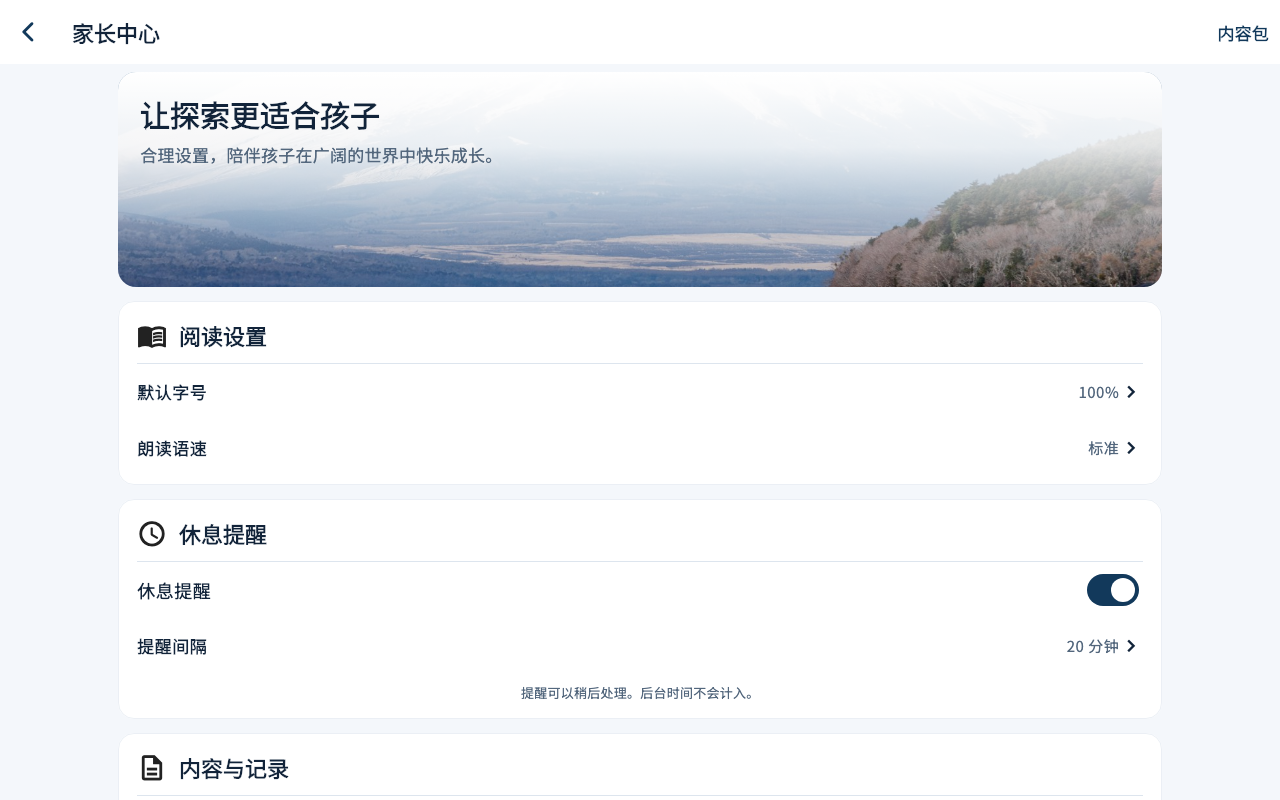 家长中心
内容包
让探索更适合孩子
合理设置，陪伴孩子在广阔的世界中快乐成长。
阅读设置
默认字号 100%
朗读语速 标准
休息提醒
休息提醒
提醒间隔 20 分钟
提醒可以稍后处理。后台时间不会计入。
内容与记录